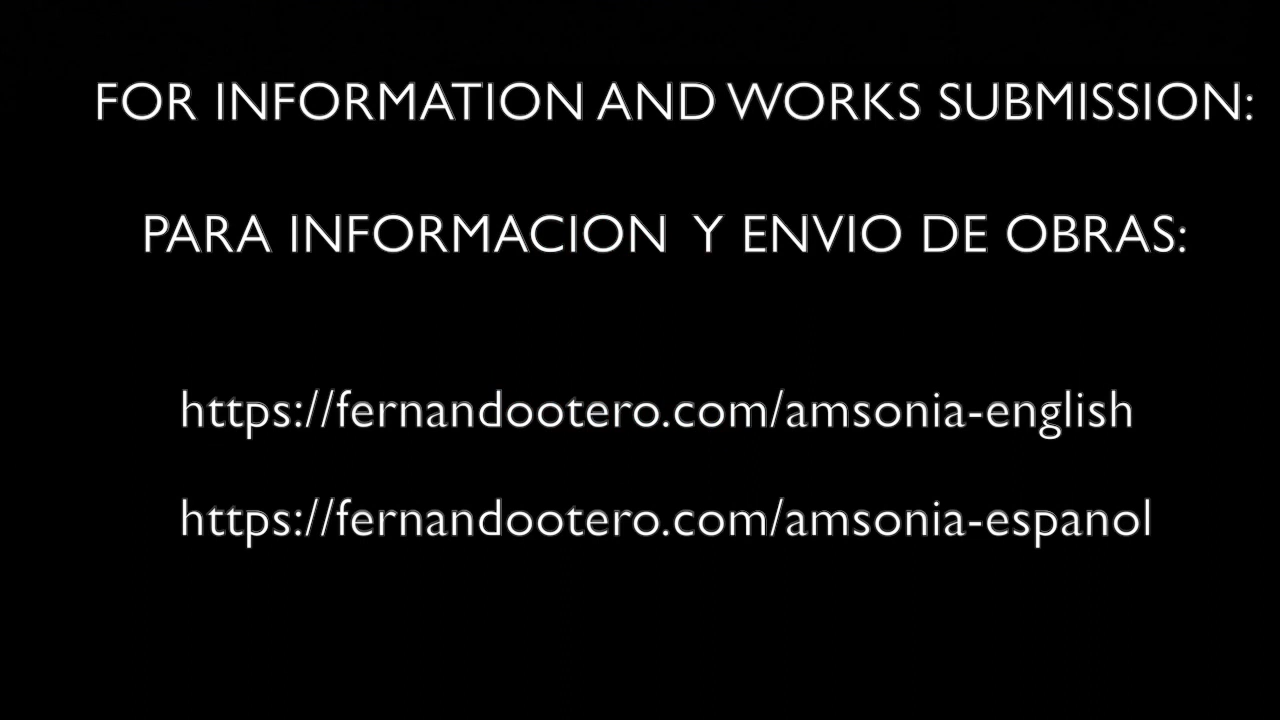 FOR INFORMATION AND WORKS SUBMISSION:
PARA INFORMACION Y ENVIO DE OBRAS:
https://fernandootero.com/amsonia-english
https://fernandootero.com/amsonia-espanol